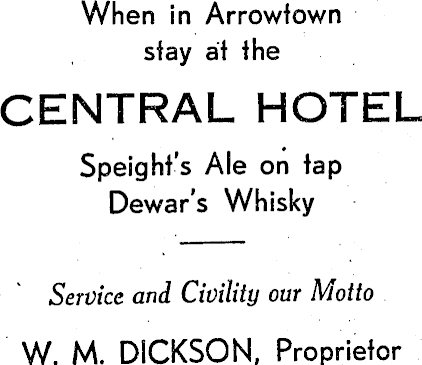 When in Arrowtown
stay at the
CENTRAL HOTEL
Speight's Ale on tap
Dewar's Whisky
Service and Civility our Motto
W. M. DICKSON, Proprietor